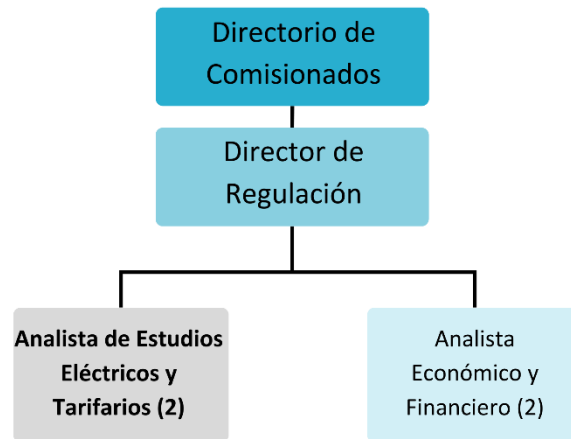 Directorio de
Comisionados
Director de
Regulación
Analista de Estudios
Eléctricos y
Tarifarios (2)
Analista
Económico y
Financiero (2)